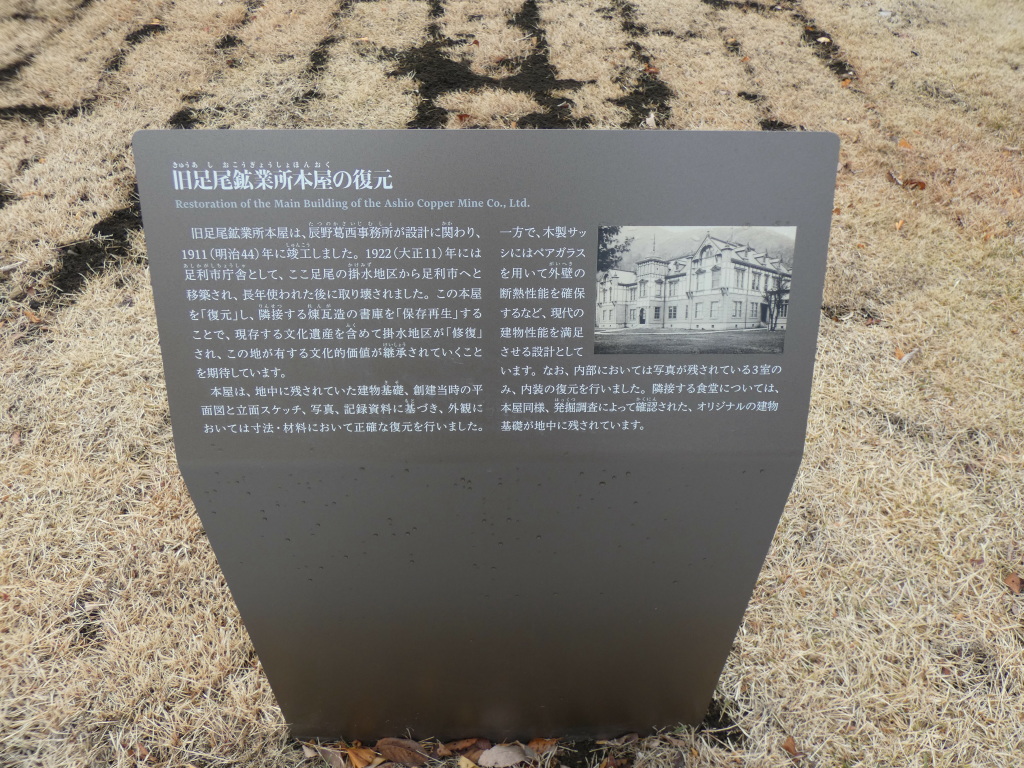 きゅうあしおこうぎょうしょほんおく
旧足尾鉱業所本屋の復元
Restoration of the Main Building of the Ashio Copper Mine Co., Ltd.
旧足尾鉱業所本屋は、辰野葛西事務所が設計に関わり、
1911(明治44)年に竣工しました。1922(大正11)年には
足利市庁舎として、ここ足尾の掛水地区から足利市へと
移築され、長年使われた後に取り壊されました。この本屋
を「復元」し、隣接する煉瓦造の書庫を「保存再生」する
ことで、現存する文化遺産を含めて掛水地区が「修復」
され、この地が有する文化的価値が継承されていくこと
を期待しています。
本屋は、地中に残されていた建物基礎、創建当時の平
面図と立面スケッチ、写真、記録資料に基づき、外観に
おいては寸法・材料において正確な復元を行いました。
一方で、木製サッ
シにはペアガラス
を用いて外壁の
断熱性能を確保
するなど、現代の
建物性能を満足
させる設計として
います。なお、内部においては写真が残されている3室の
み、内装の復元を行いました。隣接する食堂については、
本屋同様、発掘調査によって確認された、オリジナルの建物
基礎が地中に残されています。